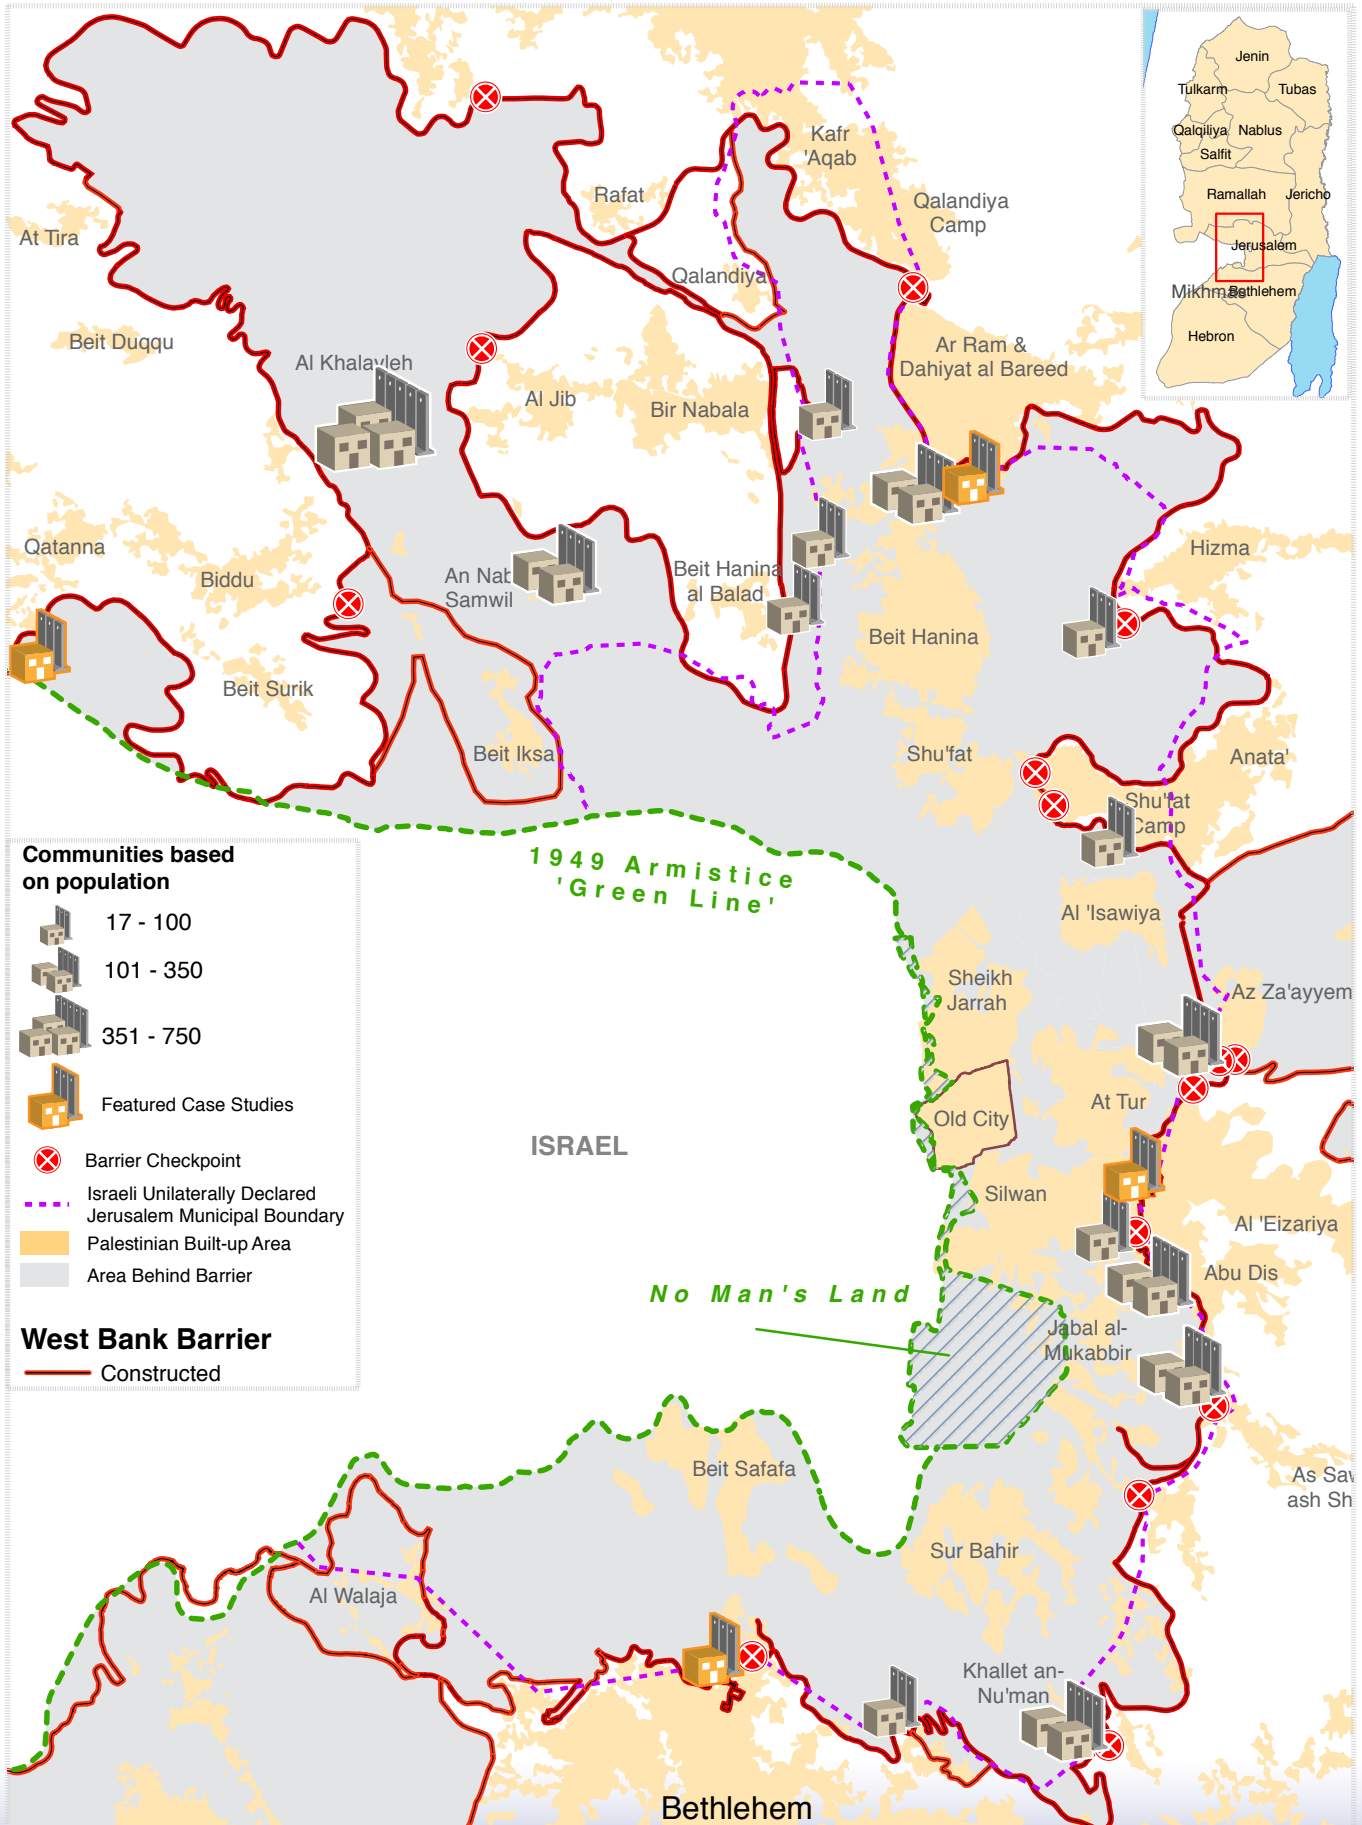 Jenin
Tulkarm
Tubas
Qalqiliya
Nablus
Salfit
Ramallah
Jericho
Jerusalem
Bethlehem
Hebron
Kafr
'Aqab
Rafat
Qalandiya
Camp
At Tira
Qalandiya
Beit Duqqu
Al Khalayleh
Ar Ram &
Dahiyat al Bareed
Al Jib
Bir Nabala
Qatanna
Biddu
An Nab
Samwil
Beit Hanina
al Balad
Hizma
Beit Hanina
Beit Surik
Beit Iksa
Shu'fat
Anata'
Shu'fat
Camp
1949 Armistice
'Green Line'
Al 'Isawiya
Sheikh
Jarrah
Az Za'ayyem
Old City
At Tur
ISRAEL
Silwan
Al 'Eizariya
Abu Dis
No Man's Land
Jabal al-
Mukabbir
Beit Safafa
As Saw
ash Sh
Sur Bahir
Al Walaja
Khallet an-
Nu'man
Bethlehem
Communities based
on population
17 - 100
101 - 350
351 - 750
Featured Case Studies
Barrier Checkpoint
Israeli Unilaterally Declared
Jerusalem Municipal Boundary
Palestinian Built-up Area
Area Behind Barrier
West Bank Barrier
Constructed